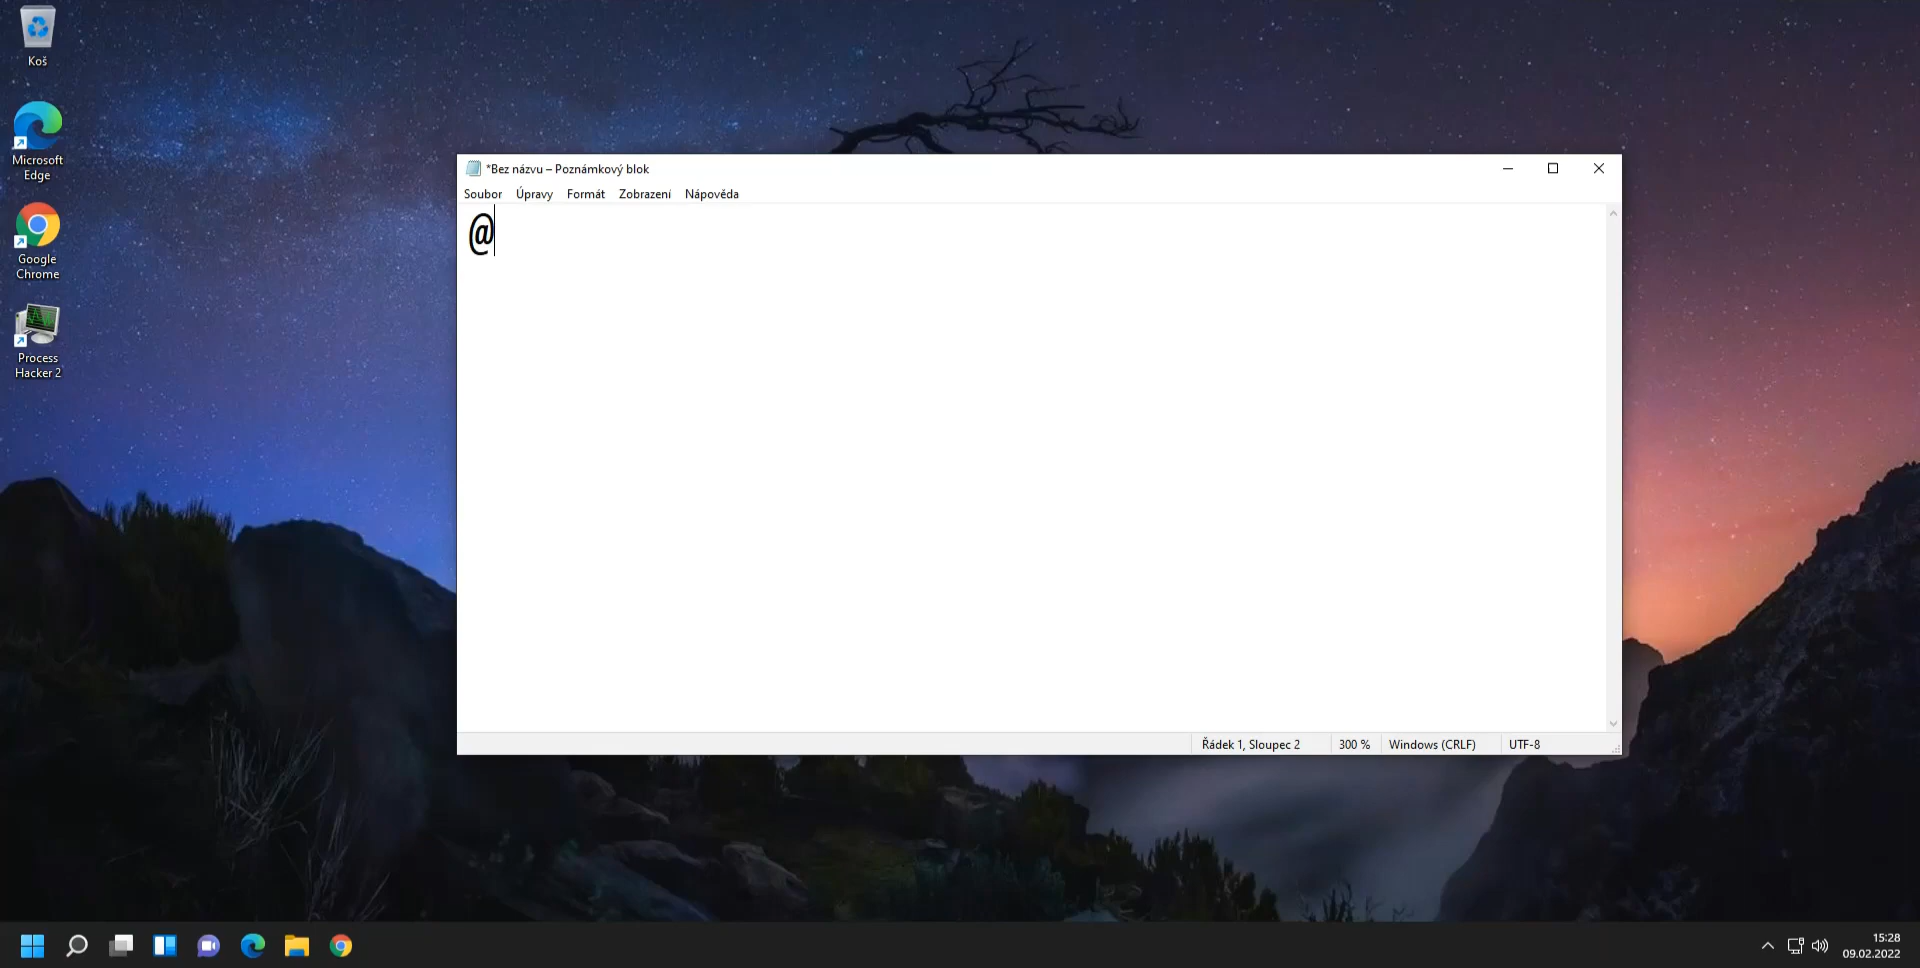 Koš
Microsoft
Edge
Google
Chrome
Process
Hacker 2
*Bez názvu – Poznámkový blok
Soubor Úpravy Formát Zobrazení Nápověda
@
Řádek 1, Sloupec 2 300 % Windows (CRLF) UTF-8
15:28
09.02.2022